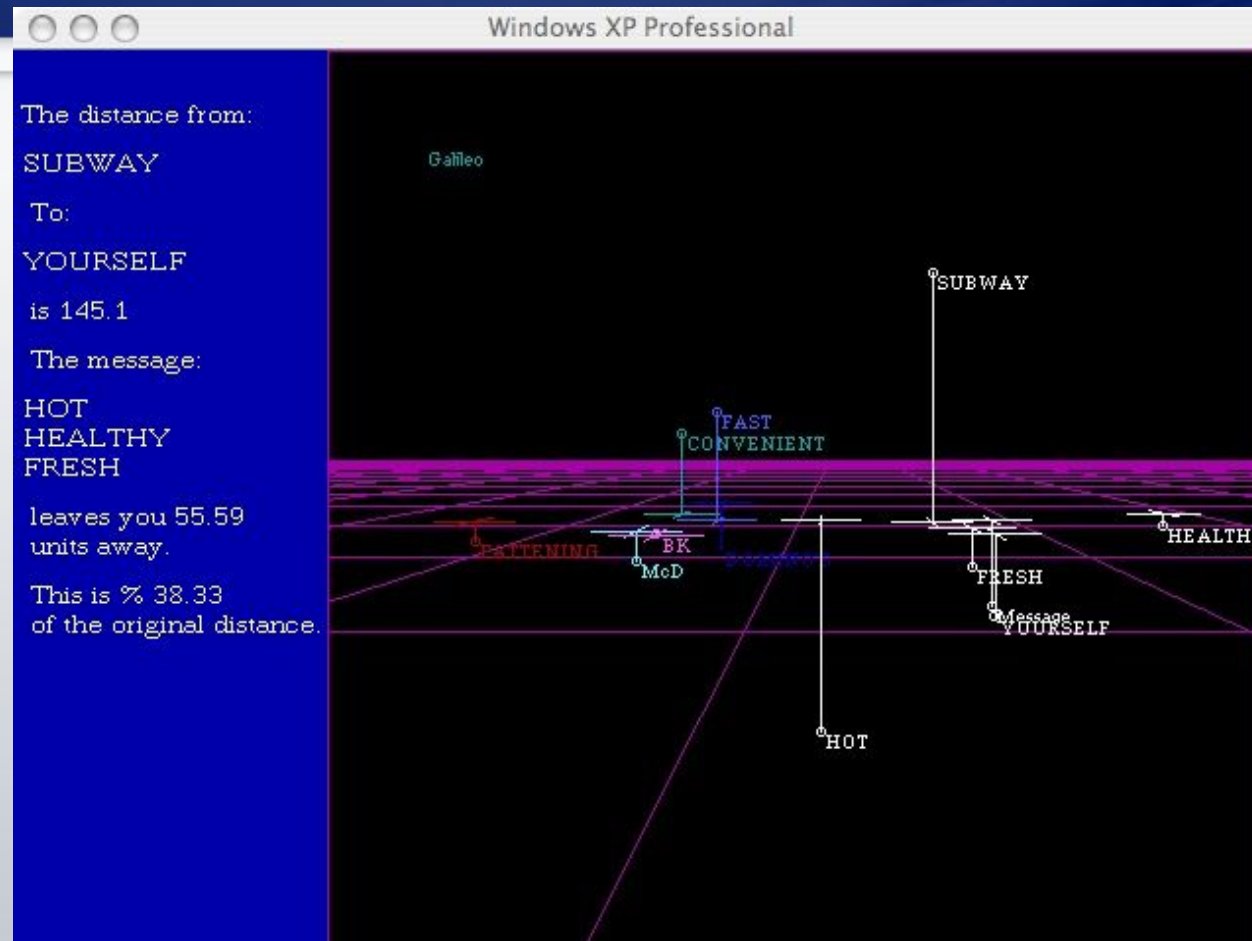 Windows XP Professional
The distance from:
SUBWAY
To:
YOURSELF
is 145.1
The message:
HOT
HEALTHY
FRESH
leaves you 55.59
units away.
This is % 38.33
of the original distance.
Galileo
SUBWAY
FAST
CONVENIENT
HEALTH
FATTENING
BK
McD
FRESH
Message
YOURSELF
HOT